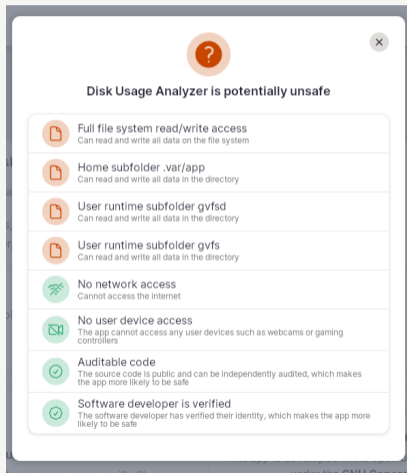 Disk Usage Analyzer is potentially unsafe
Full file system read/write access
Can read and write all data on the file system
Home subfolder .var/app
Can read and write all data in the directory
User runtime subfolder gvfsd
Can read and write all data in the directory
User runtime subfolder gvfs
Can read and write all data in the directory
No network access
Cannot access the internet
No user device access
The app cannot access any user devices such as webcams or gaming
controllers
Auditable code
The source code is public and can be independently audited, which makes
the app more likely to be safe
Software developer is verified
The software developer has verified their identity, which makes the app more
likely to be safe